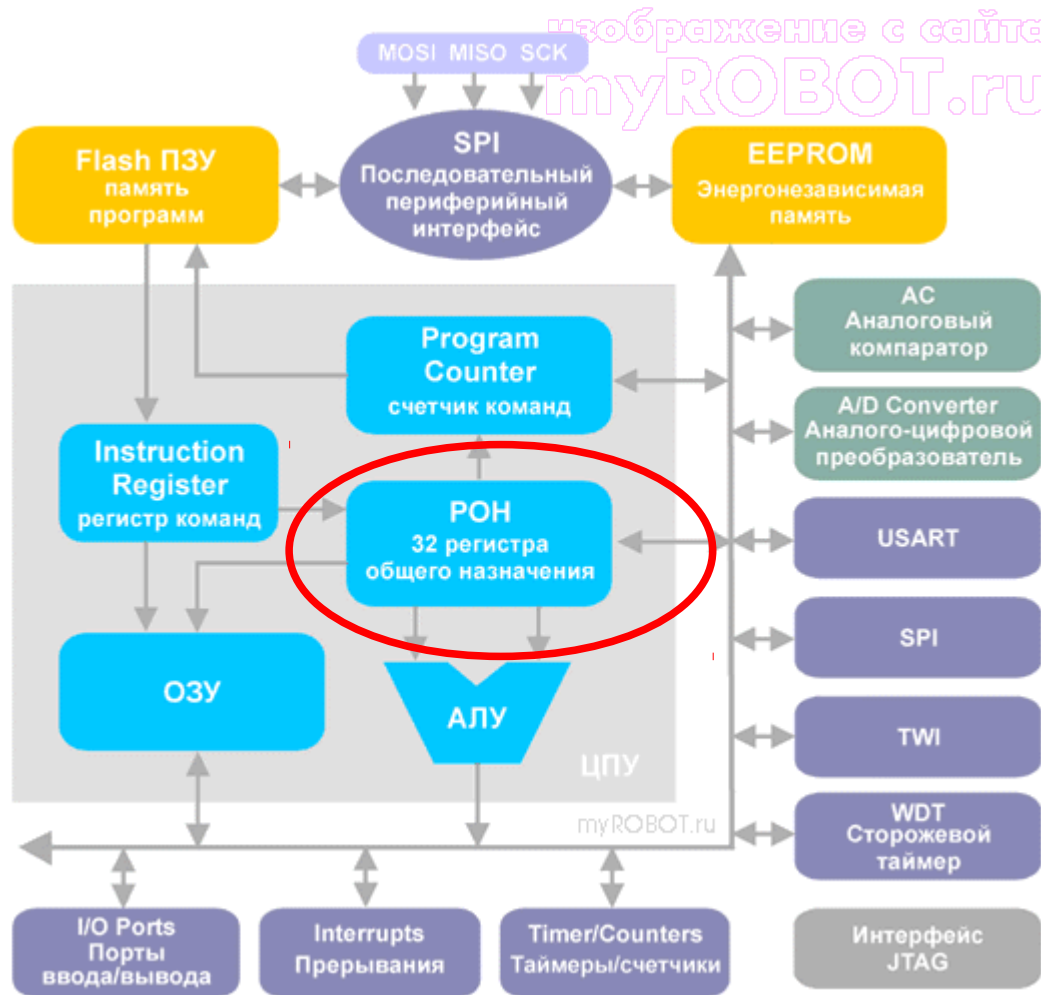 изображение с сайта
myROBOT.ru
MOSI MISO SCK
Flash ПЗУ
память
программ
SPI
Последовательный
периферийный
интерфейс
EEPROM
Энергонезависимая
память
AC
Аналоговый
компаратор
Program
Counter
счетчик команд
A/D Converter
Аналого-цифровой
преобразователь
Instruction
Register
регистр команд
РОН
32 регистра
общего назначения
USART
SPI
ОЗУ
АЛУ
TWI
ЦПУ
myROBOT.ru
WDT
Сторожевой
таймер
I/O Ports
Порты
ввода/вывода
Interrupts
Прерывания
Timer/Counters
Таймеры/счетчики
Интерфейс
JTAG